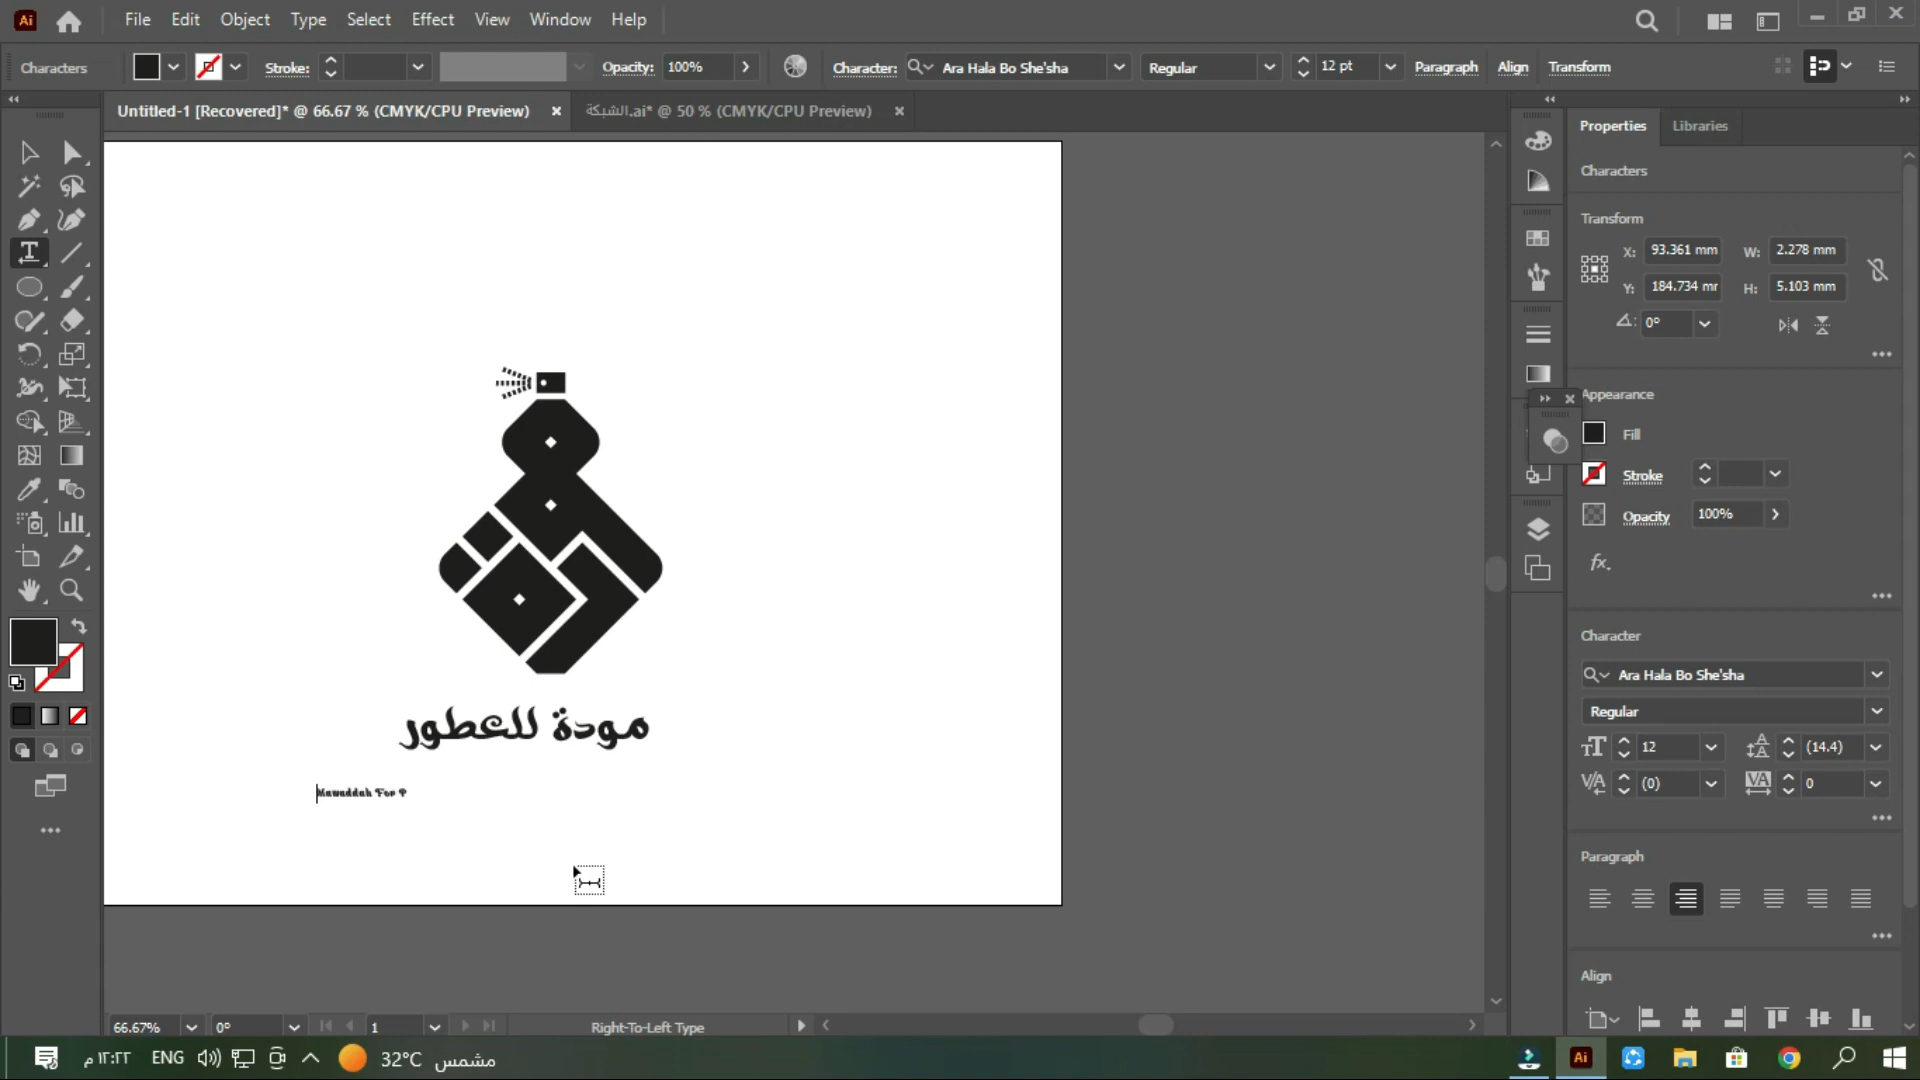 File Edit Object Type Select Effect View Window Help
Characters Stroke: Opacity: 100% Character: Ara Hala Bo She'sha Regular 12 pt Paragraph Align Transform
Untitled-1 [Recovered]* @ 66.67 % (CMYK/CPU Preview) الشبكة.ai* @ 50 % (CMYK/CPU Preview)
Properties Libraries
Characters
Transform
X: 93.361 mm W: 2.278 mm
Y: 184.734 mr H: 5.103 mm
0°
Appearance
Fill
Stroke
Opacity 100%
fx.
Character
Ara Hala Bo She'sha
Regular
12 (14.4)
(0) 0
Paragraph
Align
مودة للعطور
Mawaddah For P
66.67% 0° 1 Right-To-Left Type
١٢:٢٢ م ENG 32°C مشمس